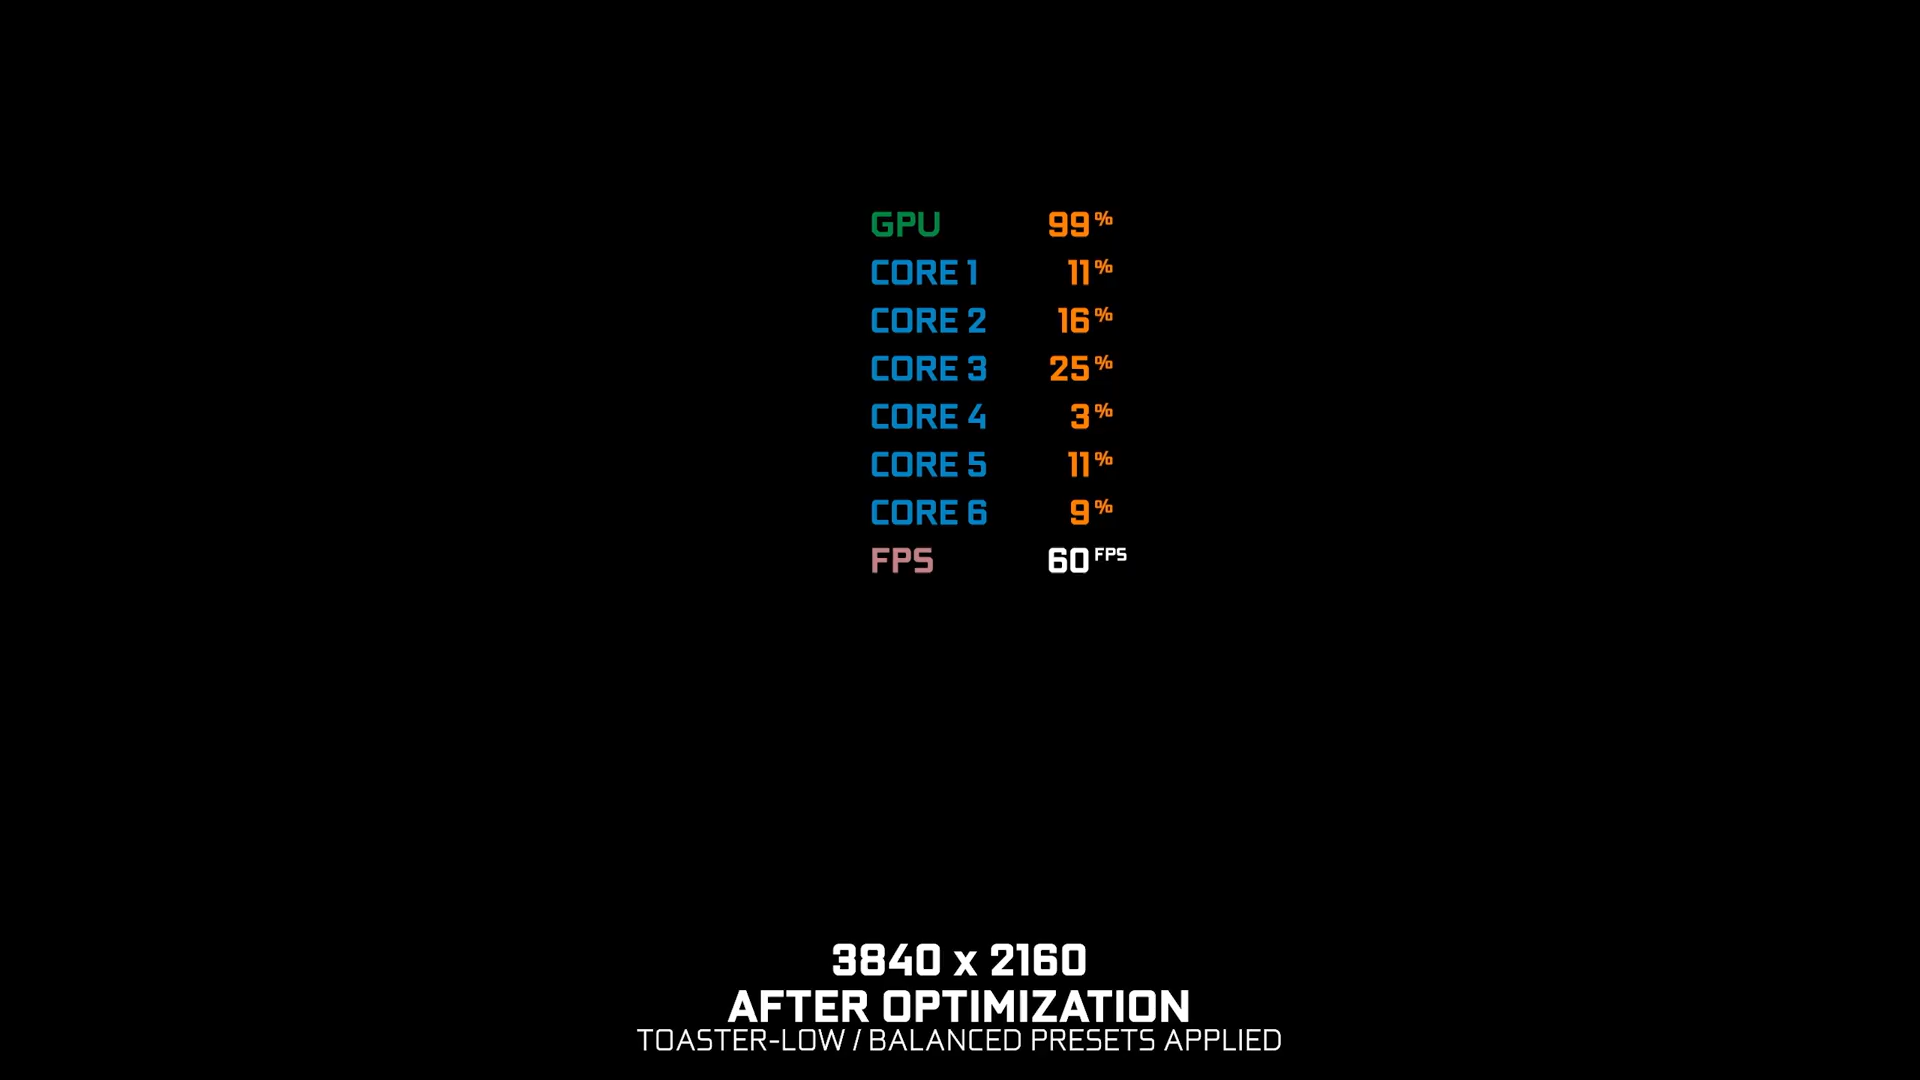 GPU 99%
CORE 1 11%
CORE 2 16%
CORE 3 25%
CORE 4 3%
CORE 5 11%
CORE 6 9%
FPS 60 FPS
3840 x 2160
AFTER OPTIMIZATION
TOASTER-LOW / BALANCED PRESETS APPLIED